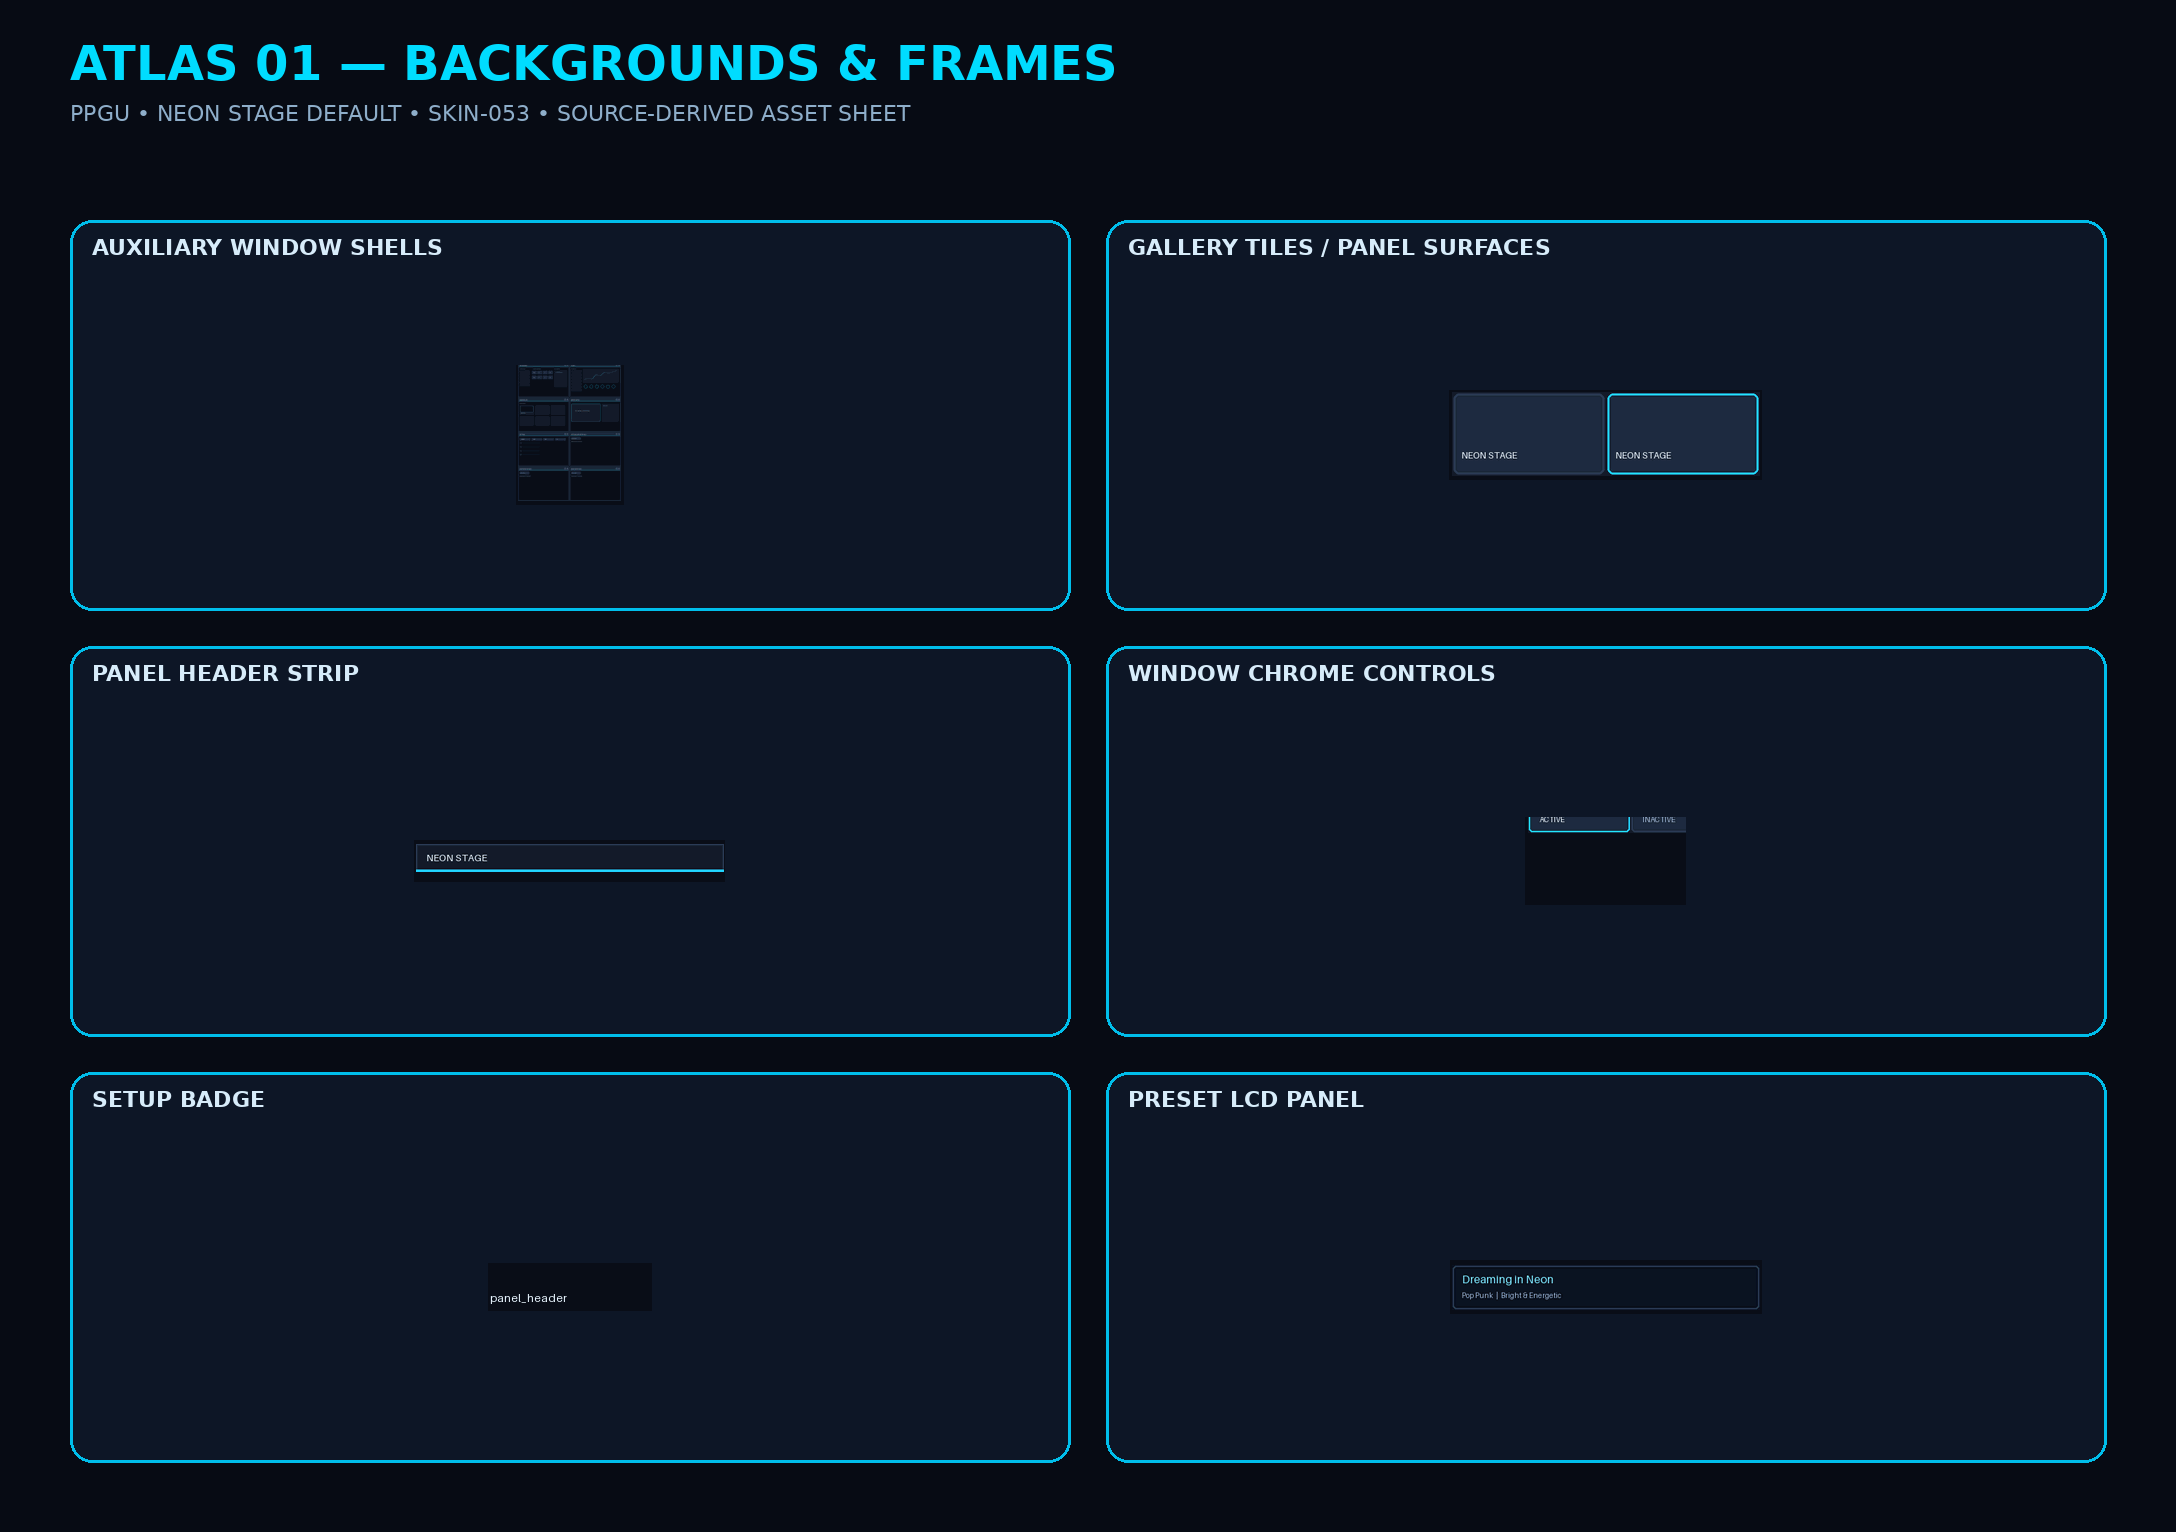 ATLAS 01 — BACKGROUNDS & FRAMES
PPGU • NEON STAGE DEFAULT • SKIN-053 • SOURCE-DERIVED ASSET SHEET
AUXILIARY WINDOW SHELLS
GALLERY TILES / PANEL SURFACES
NEON STAGE
NEON STAGE
PANEL HEADER STRIP
NEON STAGE
WINDOW CHROME CONTROLS
ACTIVE
INACTIVE
SETUP BADGE
panel_header
PRESET LCD PANEL
Dreaming in Neon
Pop Punk | Bright & Energetic